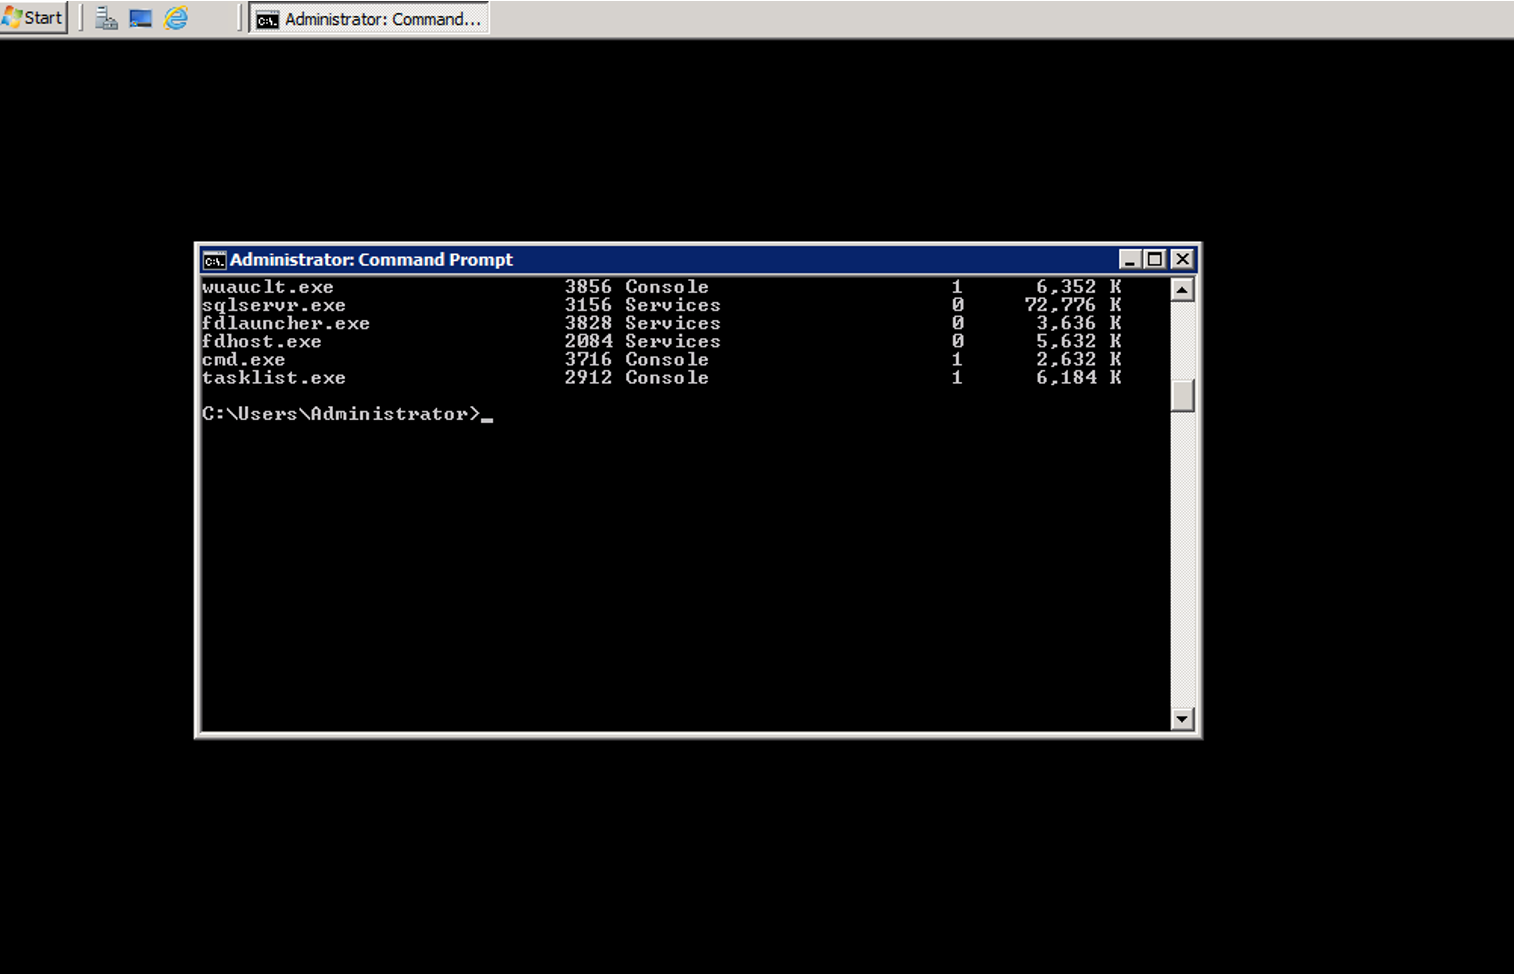 Start
Administrator: Command...
Administrator: Command Prompt
wuauclt.exe 3856 Console 1 6,352 K
sqlservr.exe 3156 Services 0 72,776 K
fdlauncher.exe 3828 Services 0 3,636 K
fdhost.exe 2084 Services 0 5,632 K
cmd.exe 3716 Console 1 2,632 K
tasklist.exe 2912 Console 1 6,184 K
C:\Users\Administrator>_